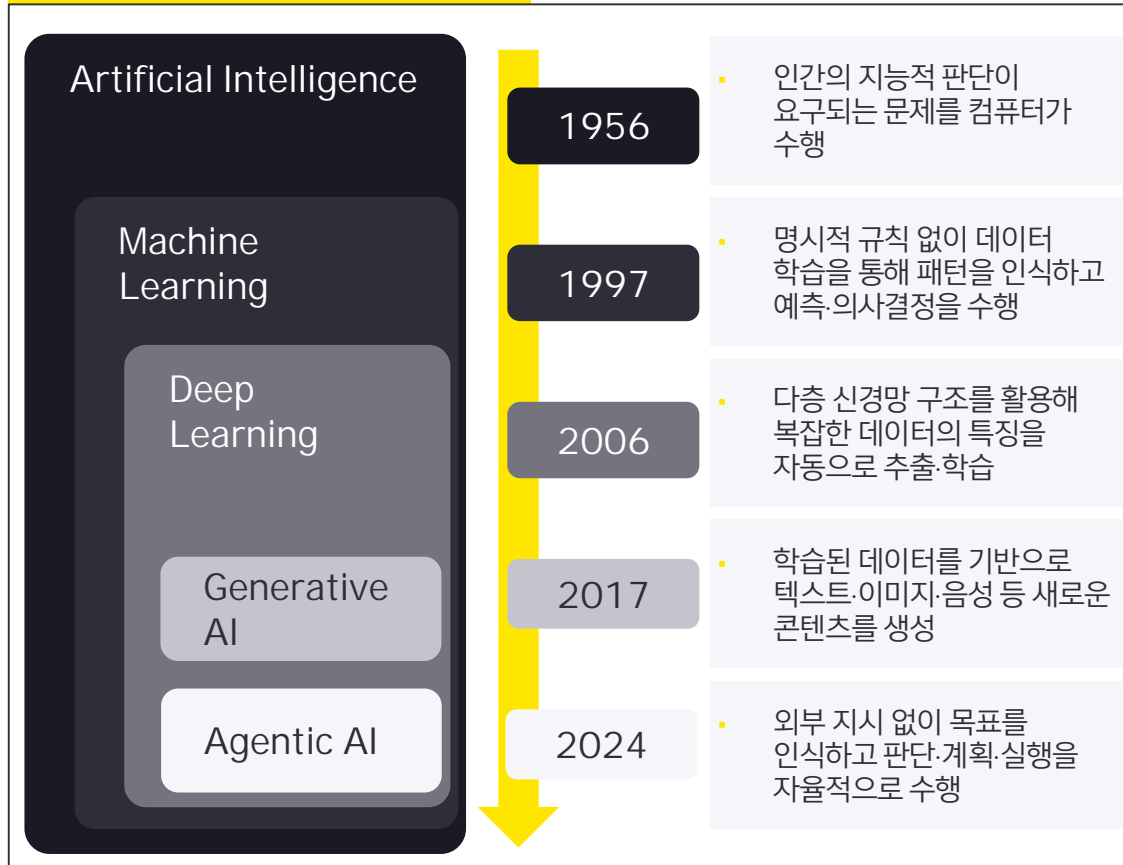 Artificial Intelligence
1956
▪ 인간의 지능적 판단이
요구되는 문제를 컴퓨터가
수행
Machine
Learning
1997
▪ 명시적 규칙 없이 데이터
학습을 통해 패턴을 인식하고
예측·의사결정을 수행
Deep
Learning
2006
▪ 다층 신경망 구조를 활용해
복잡한 데이터의 특징을
자동으로 추출·학습
Generative
AI
2017
▪ 학습된 데이터를 기반으로
텍스트·이미지·음성 등 새로운
콘텐츠를 생성
Agentic AI
2024
▪ 외부 지시 없이 목표를
인식하고 판단·계획·실행을
자율적으로 수행